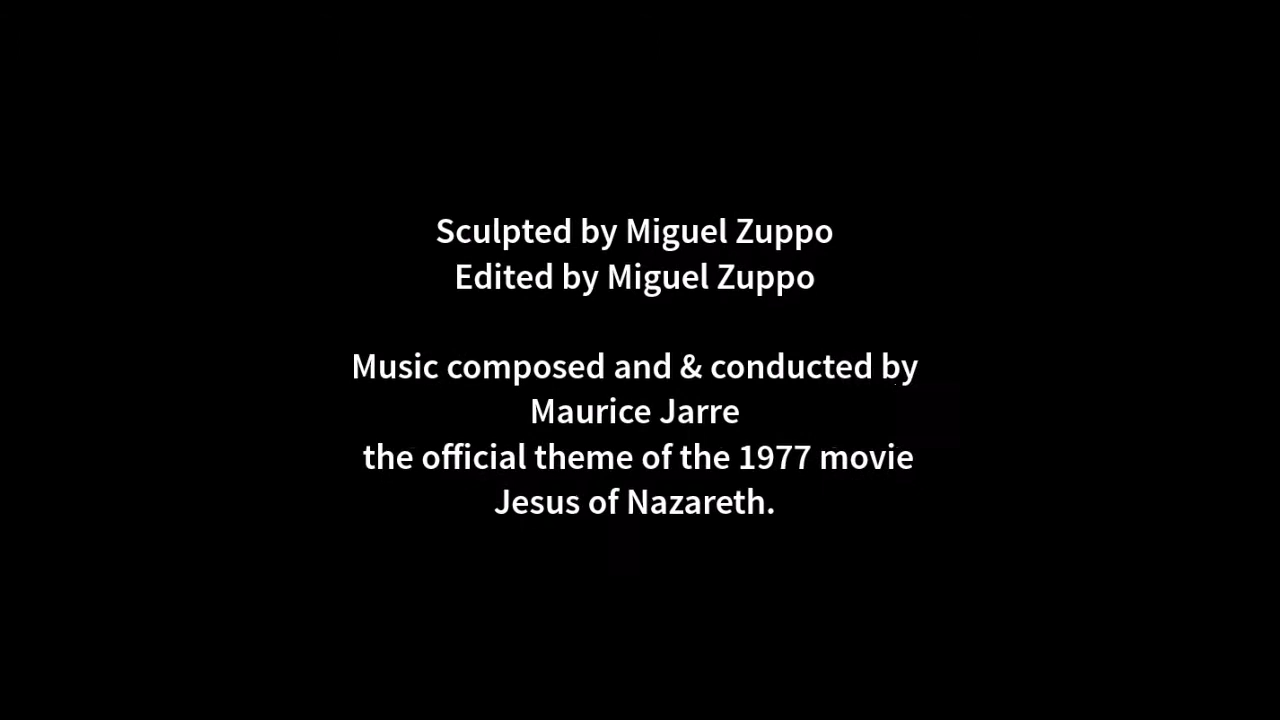 Sculpted by Miguel Zuppo
Edited by Miguel Zuppo
Music composed and & conducted by
Maurice Jarre
the official theme of the 1977 movie
Jesus of Nazareth.